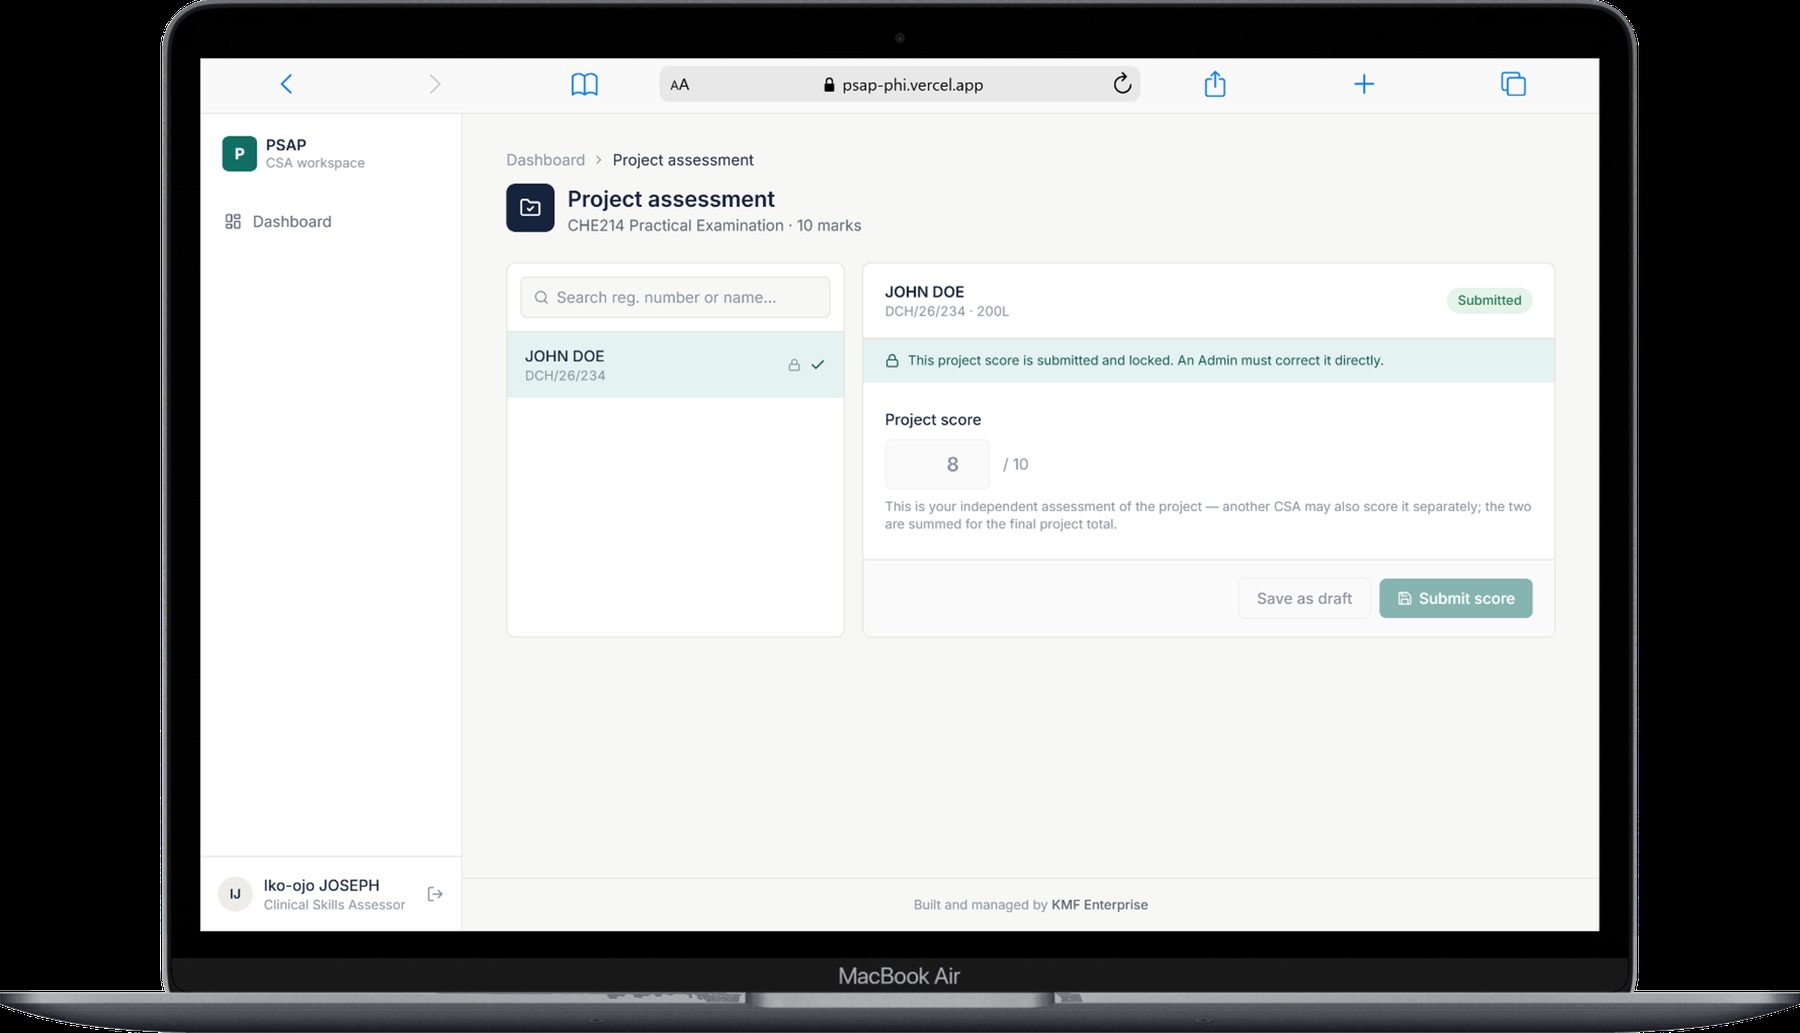 AA
psap-phi.vercel.app
P
PSAP
CSA workspace
Dashboard
Dashboard > Project assessment
Project assessment
CHE214 Practical Examination · 10 marks
Search reg. number or name...
JOHN DOE
DCH/26/234
JOHN DOE
DCH/26/234 · 200L
Submitted
This project score is submitted and locked. An Admin must correct it directly.
Project score
8 / 10
This is your independent assessment of the project — another CSA may also score it separately; the two
are summed for the final project total.
Save as draft
Submit score
IJ
Iko-ojo JOSEPH
Clinical Skills Assessor
Built and managed by KMF Enterprise
MacBook Air